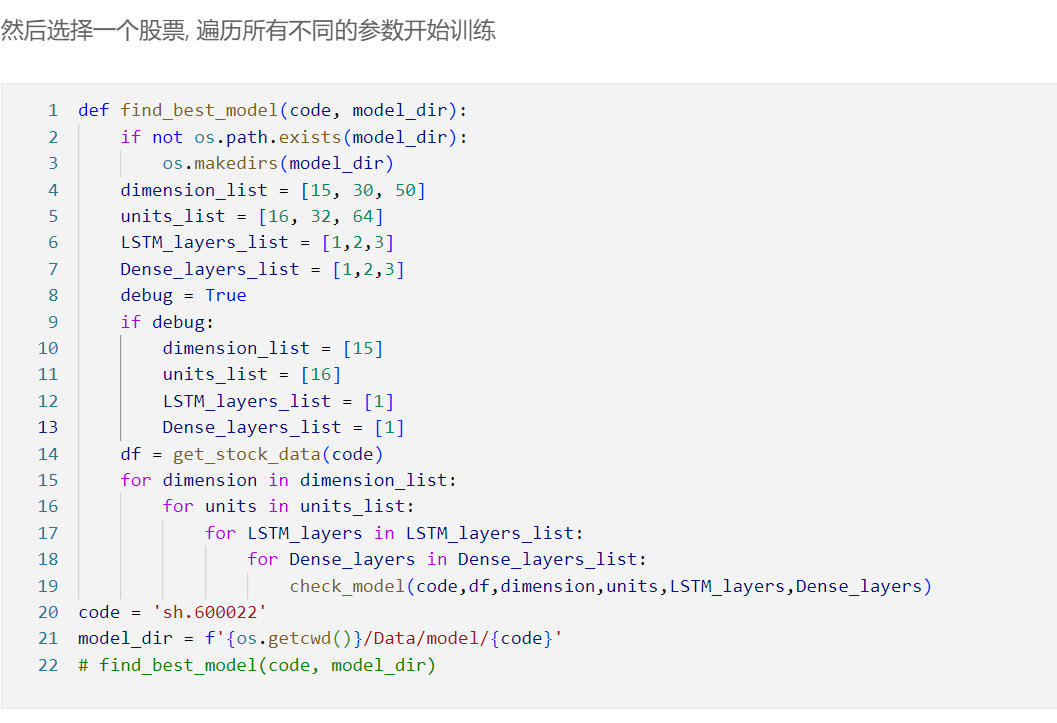 然后选择一个股票, 遍历所有不同的参数开始训练
1 def find_best_model(code, model_dir):
2     if not os.path.exists(model_dir):
3         os.makedirs(model_dir)
4     dimension_list = [15, 30, 50]
5     units_list = [16, 32, 64]
6     LSTM_layers_list = [1,2,3]
7     Dense_layers_list = [1,2,3]
8     debug = True
9     if debug:
10         dimension_list = [15]
11         units_list = [16]
12         LSTM_layers_list = [1]
13         Dense_layers_list = [1]
14     df = get_stock_data(code)
15     for dimension in dimension_list:
16         for units in units_list:
17             for LSTM_layers in LSTM_layers_list:
18                 for Dense_layers in Dense_layers_list:
19                     check_model(code,df,dimension,units,LSTM_layers,Dense_layers)
20 code = 'sh.600022'
21 model_dir = f'{os.getcwd()}/Data/model/{code}'
22 # find_best_model(code, model_dir)